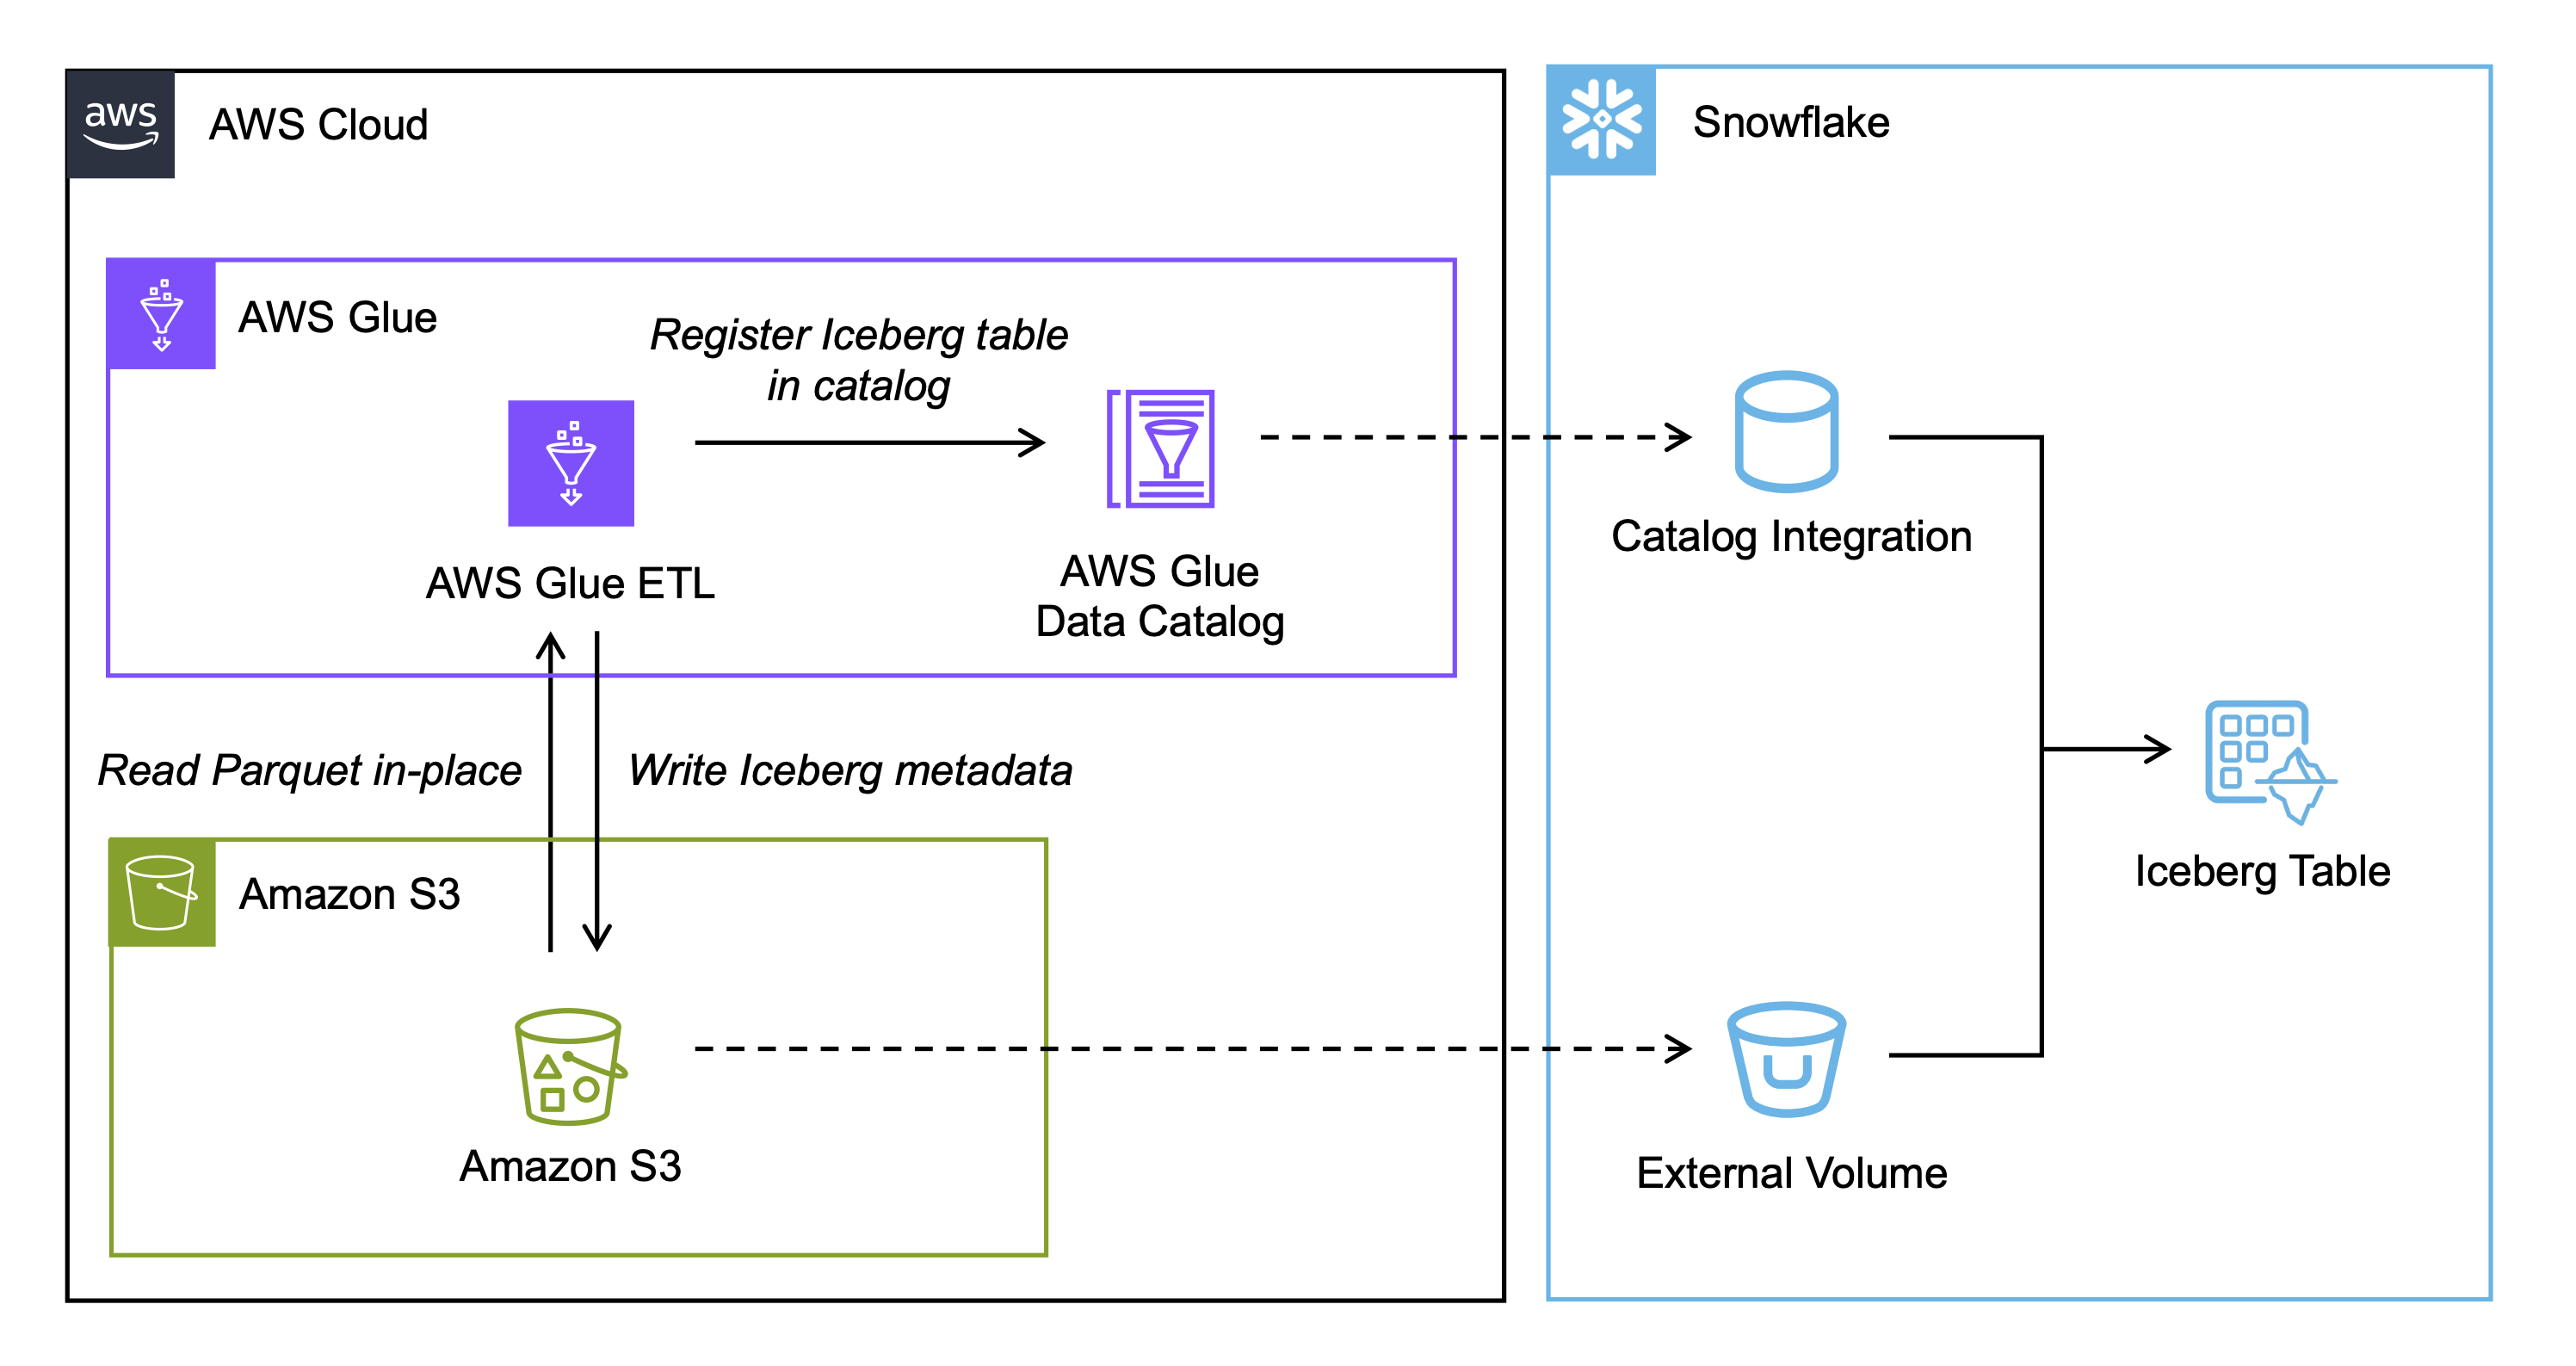 aws
AWS Cloud
Snowflake
AWS Glue
Register Iceberg table
in catalog
AWS Glue ETL
AWS Glue
Data Catalog
Catalog Integration
Read Parquet in-place
Write Iceberg metadata
Iceberg Table
Amazon S3
Amazon S3
External Volume